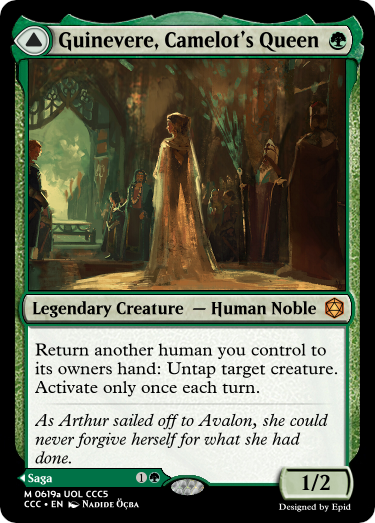 Guinevere, Camelot's Queen
Legendary Creature — Human Noble
Return another human you control to
its owners hand: Untap target creature.
Activate only once each turn.
As Arthur sailed off to Avalon, she could
never forgive herself for what she had
done.
Saga 1
1/2
M 0619a UOL CCC5
CCC • EN Nadide Öçba
Designed by Epid